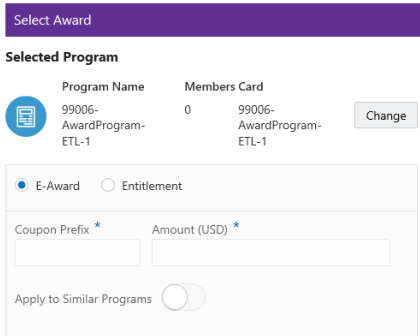 Select Award
Selected Program
Program Name Members Card
99006- 0 99006-
AwardProgram- AwardProgram-
ETL-1 ETL-1
Change
E-Award Entitlement
Coupon Prefix * Amount (USD) *
Apply to Similar Programs